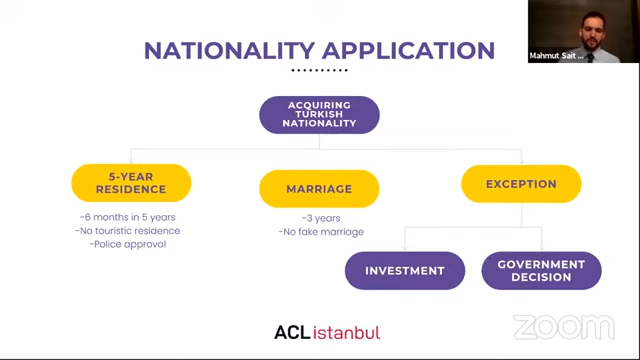 NATIONALITY APPLICATION
Mahmut Sait ...
ACQUIRING
TURKISH
NATIONALITY
5-YEAR
RESIDENCE
-6 months in 5 years
-No touristic residence
-Police approval
MARRIAGE
-3 years
-No fake marriage
EXCEPTION
INVESTMENT
GOVERNMENT
DECISION
ACListanbul
zoom